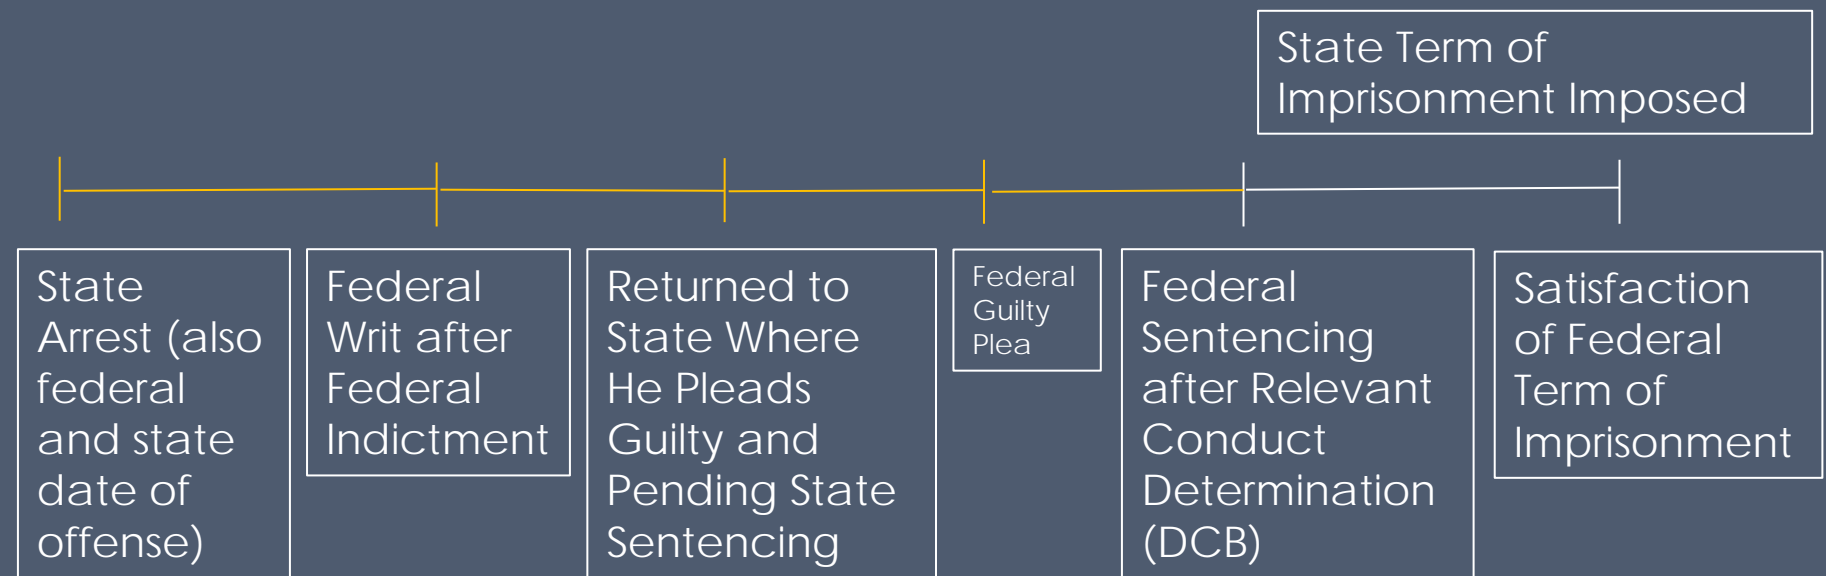 State Term of
Imprisonment Imposed
State
Arrest (also
federal
and state
date of
offense)
Federal
Writ after
Federal
Indictment
Returned to
State Where
He Pleads
Guilty and
Pending State
Sentencing
Federal
Guilty
Plea
Federal
Sentencing
after Relevant
Conduct
Determination
(DCB)
Satisfaction
of Federal
Term of
Imprisonment